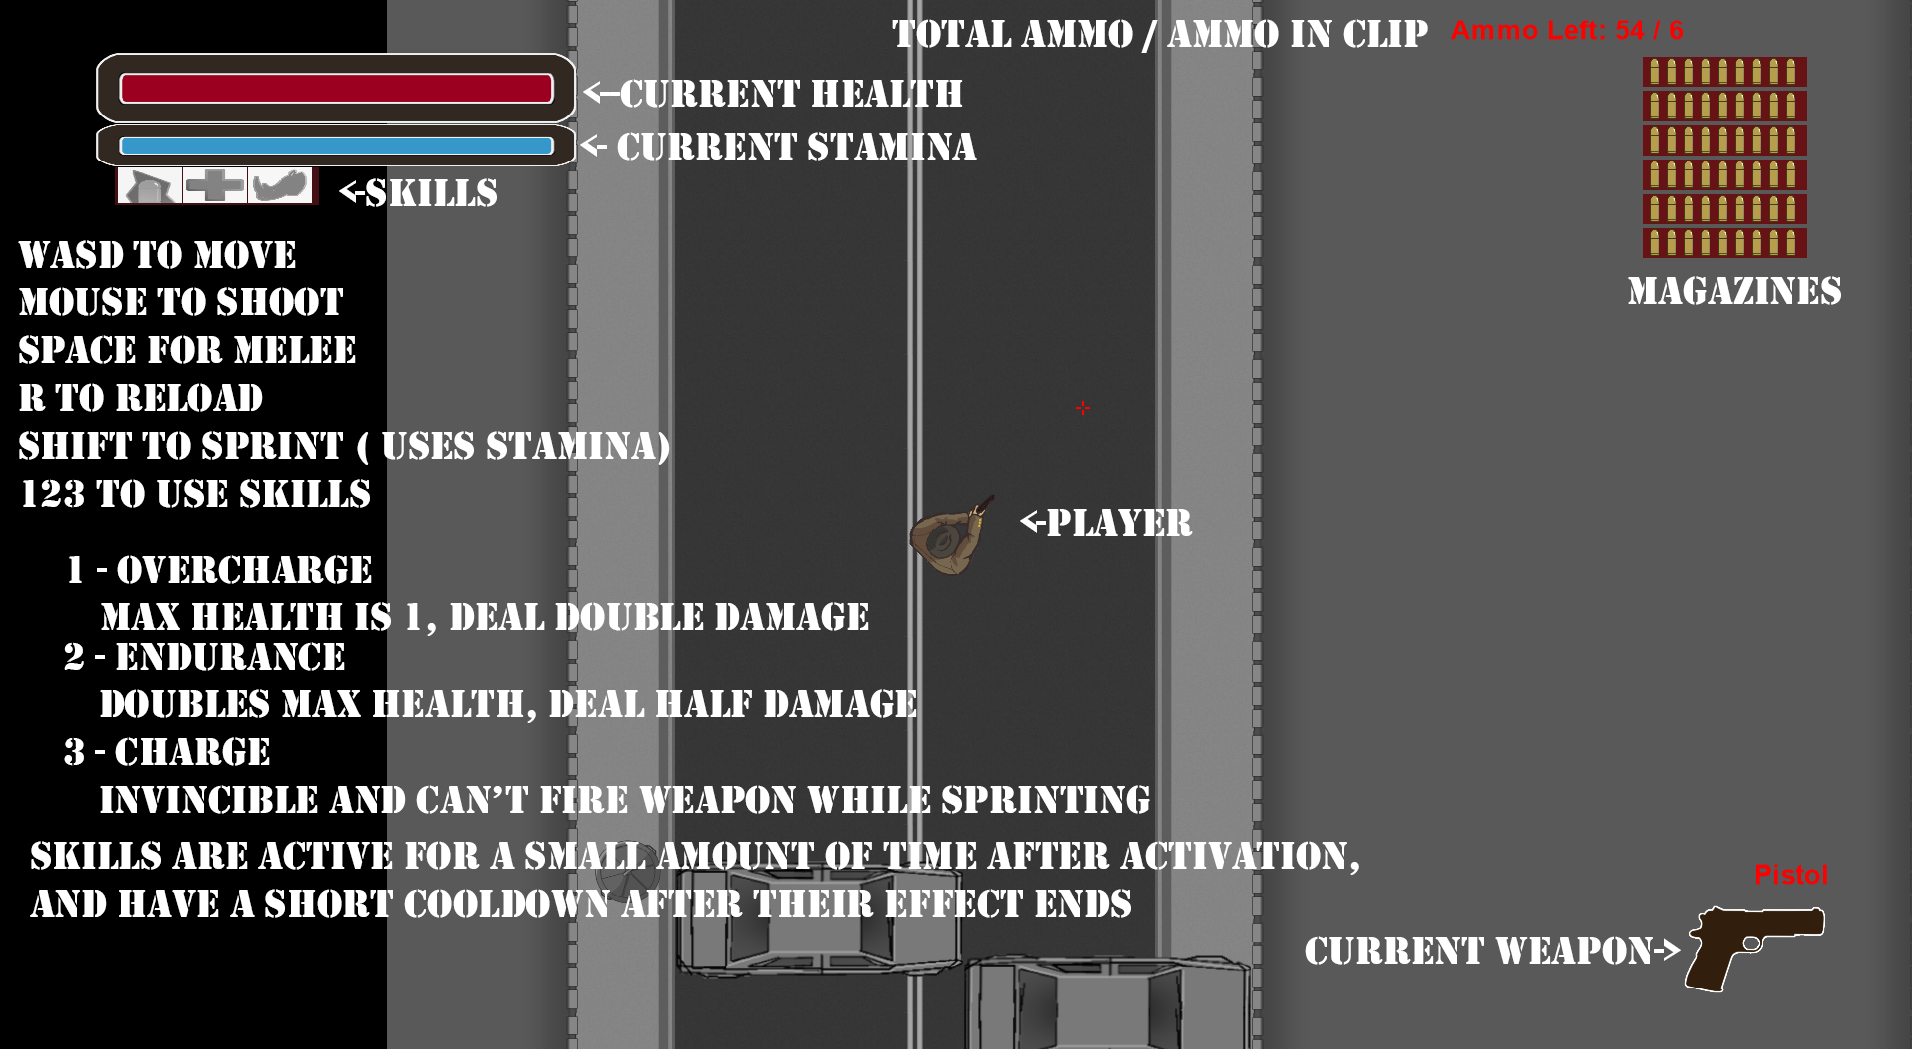 TOTAL AMMO / AMMO IN CLIP Ammo Left: 54 / 6
<-CURRENT HEALTH
<- CURRENT STAMINA
<-SKILLS
MAGAZINES
WASD TO MOVE
MOUSE TO SHOOT
SPACE FOR MELEE
R TO RELOAD
SHIFT TO SPRINT ( USES STAMINA)
123 TO USE SKILLS
<-PLAYER
1 - OVERCHARGE
MAX HEALTH IS 1, DEAL DOUBLE DAMAGE
2 - ENDURANCE
DOUBLES MAX HEALTH, DEAL HALF DAMAGE
3 - CHARGE
INVINCIBLE AND CAN'T FIRE WEAPON WHILE SPRINTING
SKILLS ARE ACTIVE FOR A SMALL AMOUNT OF TIME AFTER ACTIVATION,
AND HAVE A SHORT COOLDOWN AFTER THEIR EFFECT ENDS
Pistol
CURRENT WEAPON->